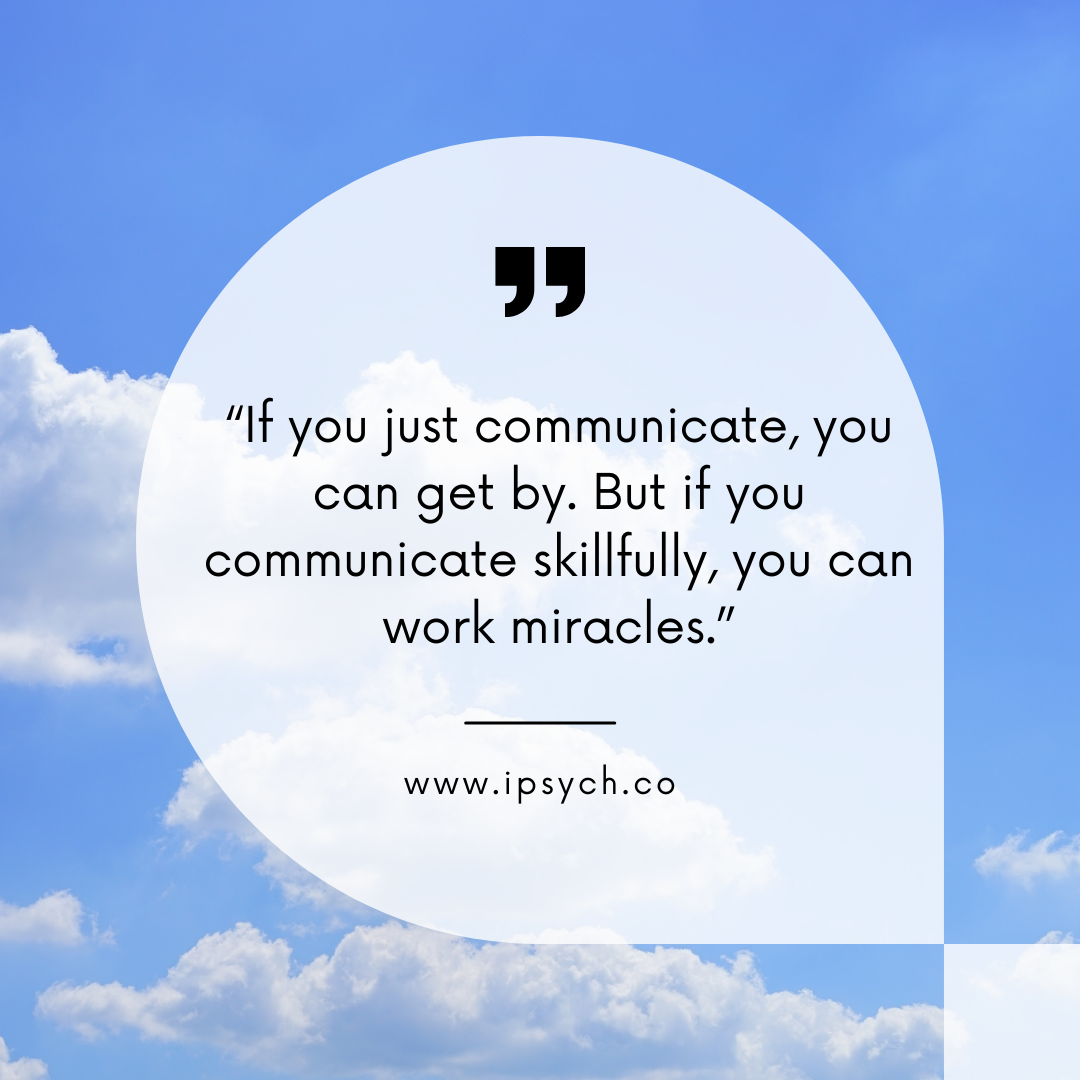 ”
“If you just communicate, you
can get by. But if you
communicate skillfully, you can
work miracles.”
www.ipsych.co